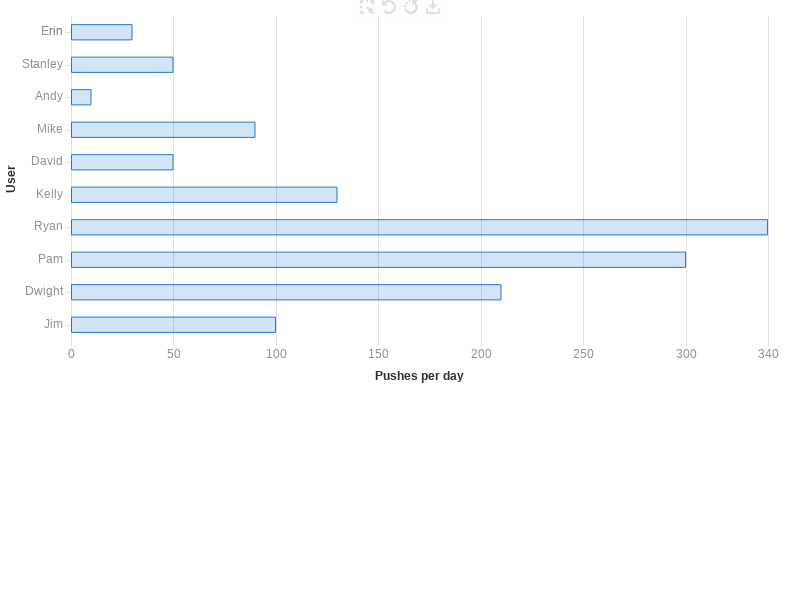 Erin
Stanley
Andy
Mike
David
Kelly
Ryan
Pam
Dwight
Jim
User
0 50 100 150 200 250 300 340
Pushes per day